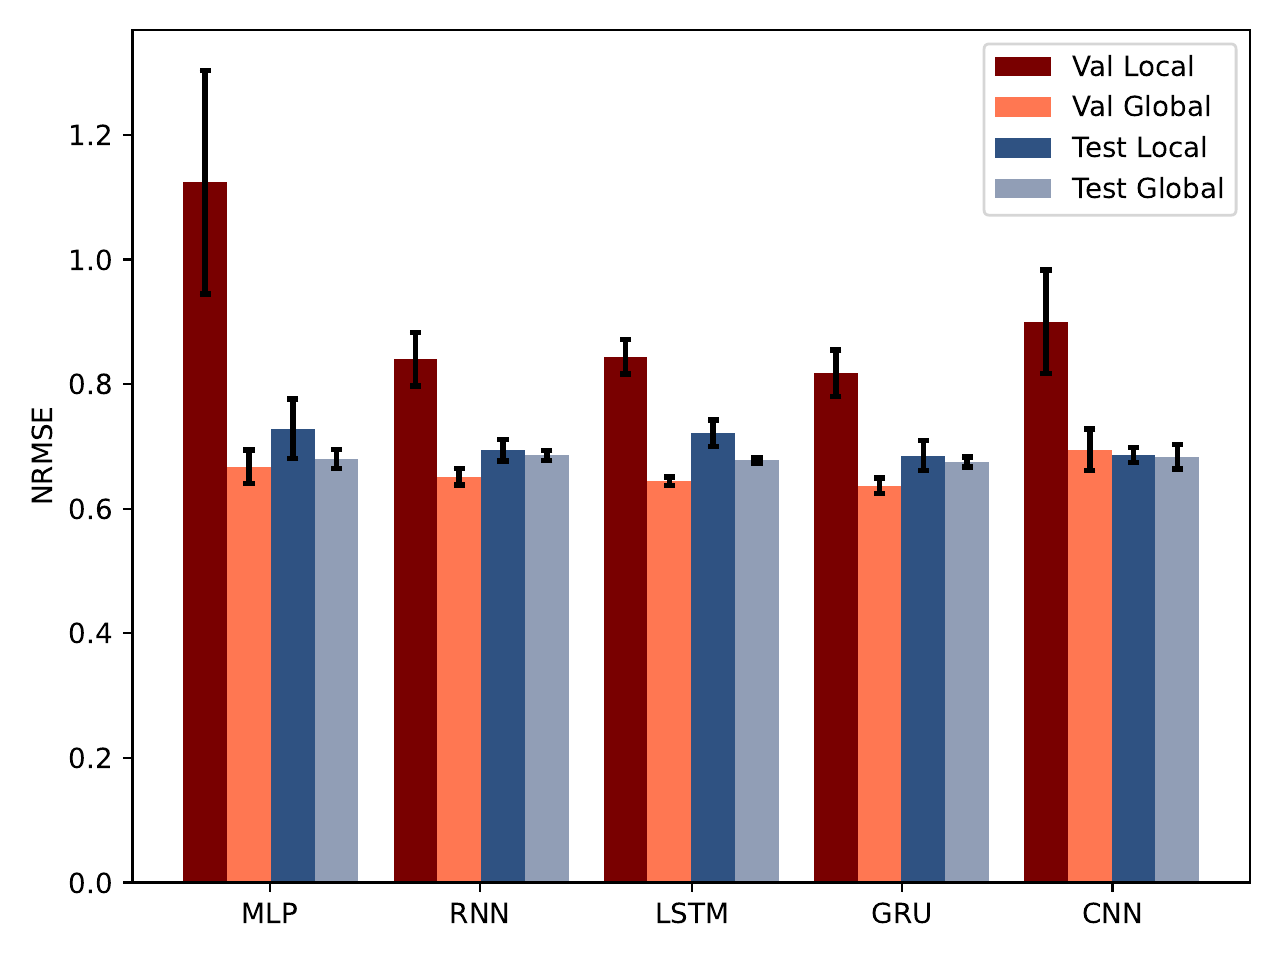 Val Local
Val Global
Test Local
Test Global
NRMSE
1.2
1.0
0.8
0.6
0.4
0.2
0.0
MLP RNN LSTM GRU CNN